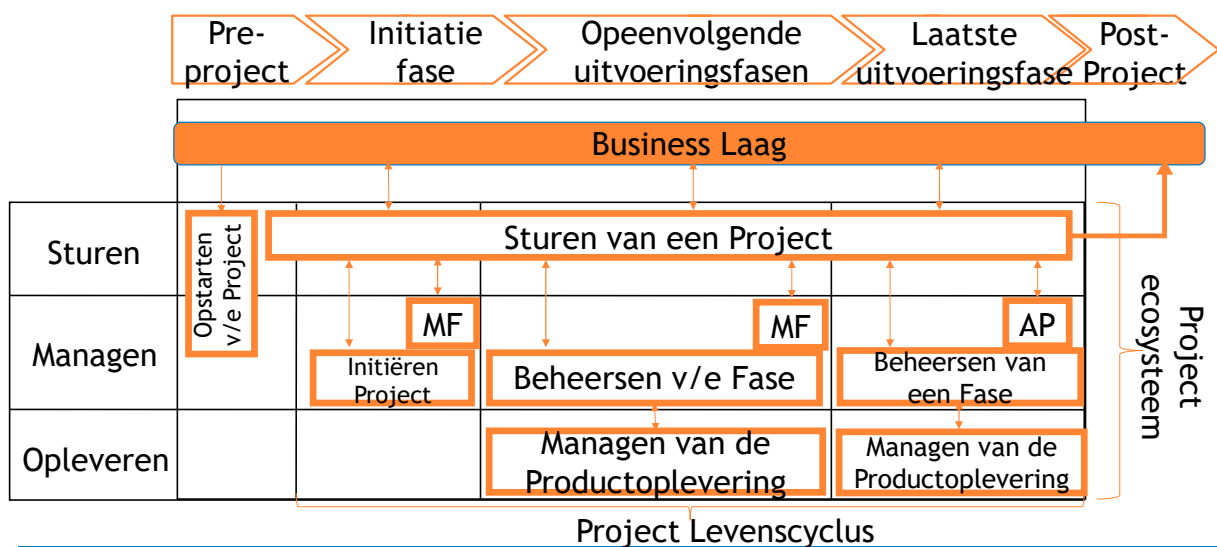 Pre-
project
Initiatie
fase
Opeenvolgende
uitvoeringsfasen
Laatste
uitvoeringsfase
Post-
Project
Business Laag
Sturen
Opstarten
v/e Project
Sturen van een Project
Managen
MF
MF
AP
Initiëren
Project
Beheersen v/e Fase
Beheersen van
een Fase
Opleveren
Managen van de
Productoplevering
Managen van de
Productoplevering
Project
ecosysteem
Project Levenscyclus